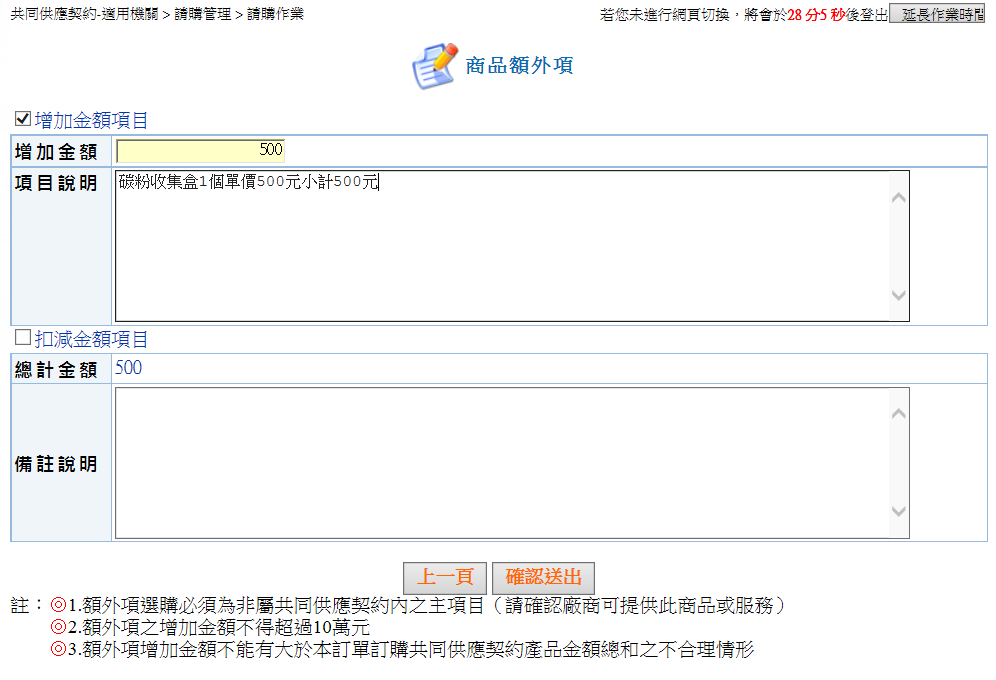 共同供應契約-適用機關 > 請購管理 > 請購作業
若您未進行網頁切換，將會於28 分5 秒後登出 延長作業時間
商品額外項
增加金額項目
增加金額 500
項目說明 碳粉收集盒1個單價500元小計500元
扣減金額項目
總計金額 500
備註說明
上一頁 確認送出
註：◎1.額外項選購必須為非屬共同供應契約內之主項目（請確認廠商可提供此商品或服務）
◎2.額外項之增加金額不得超過10萬元
◎3.額外項增加金額不能有大於本訂單訂購共同供應契約產品金額總和之不合理情形